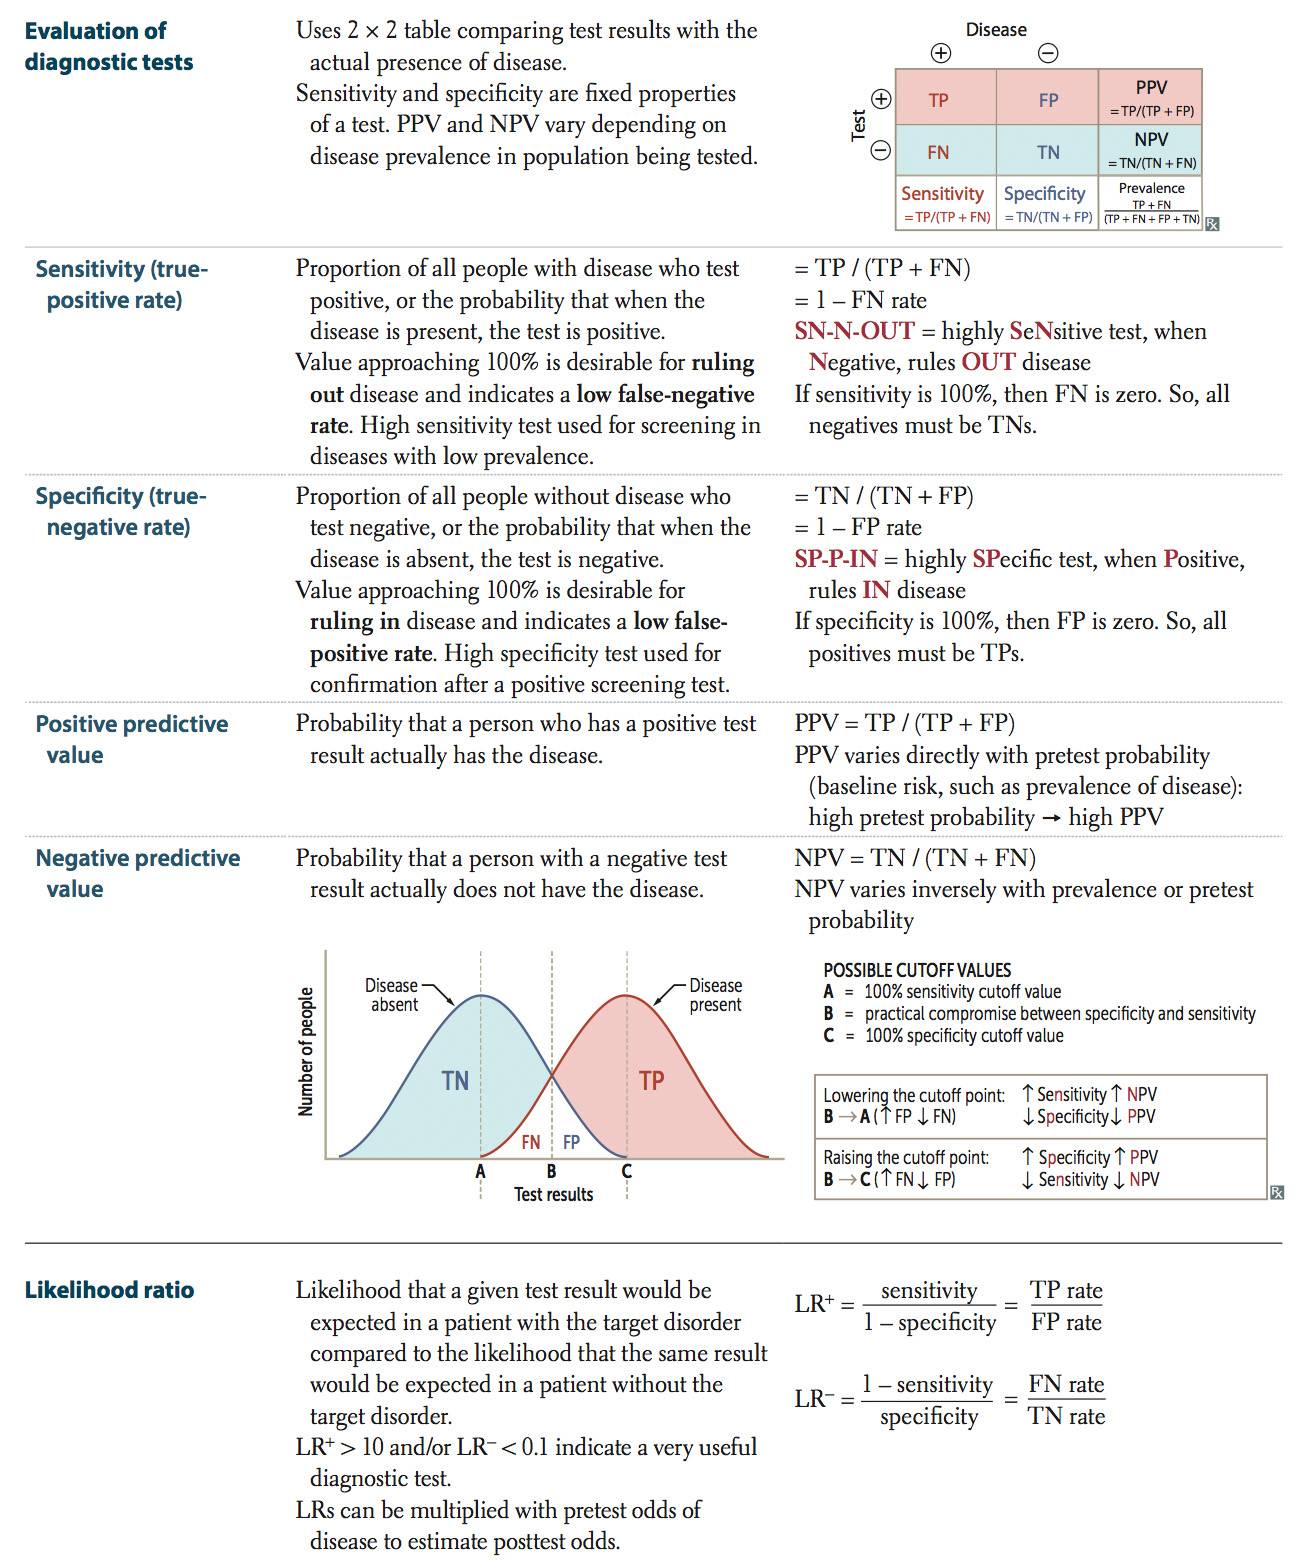 Evaluation of
diagnostic tests
Uses 2 × 2 table comparing test results with the
actual presence of disease.
Sensitivity and specificity are fixed properties
of a test. PPV and NPV vary depending on
disease prevalence in population being tested.
Disease
⊕ ⊖
Test
⊕ TP FP PPV
= TP/(TP + FP)
⊖ FN TN NPV
= TN/(TN + FN)
Sensitivity Specificity Prevalence
= TP/(TP + FN) = TN/(TN + FP) TP + FN
(TP + FN + FP + TN)
Rx
Sensitivity (true-
positive rate)
Proportion of all people with disease who test
positive, or the probability that when the
disease is present, the test is positive.
Value approaching 100% is desirable for ruling
out disease and indicates a low false-negative
rate. High sensitivity test used for screening in
diseases with low prevalence.
= TP / (TP + FN)
= 1 – FN rate
SN-N-OUT = highly SeNsitive test, when
Negative, rules OUT disease
If sensitivity is 100%, then FN is zero. So, all
negatives must be TNs.
Specificity (true-
negative rate)
Proportion of all people without disease who
test negative, or the probability that when the
disease is absent, the test is negative.
Value approaching 100% is desirable for
ruling in disease and indicates a low false-
positive rate. High specificity test used for
confirmation after a positive screening test.
= TN / (TN + FP)
= 1 – FP rate
SP-P-IN = highly SPecific test, when Positive,
rules IN disease
If specificity is 100%, then FP is zero. So, all
positives must be TPs.
Positive predictive
value
Probability that a person who has a positive test
result actually has the disease.
PPV = TP / (TP + FP)
PPV varies directly with pretest probability
(baseline risk, such as prevalence of disease):
high pretest probability → high PPV
Negative predictive
value
Probability that a person with a negative test
result actually does not have the disease.
NPV = TN / (TN + FN)
NPV varies inversely with prevalence or pretest
probability
Number of people
Disease
absent
Disease
present
TN TP
FN FP
A B C
Test results
POSSIBLE CUTOFF VALUES
A = 100% sensitivity cutoff value
B = practical compromise between specificity and sensitivity
C = 100% specificity cutoff value
Lowering the cutoff point: ↑ Sensitivity ↑ NPV
B → A (↑ FP ↓ FN) ↓ Specificity ↓ PPV
Raising the cutoff point: ↑ Specificity ↑ PPV
B → C (↑ FN ↓ FP) ↓ Sensitivity ↓ NPV
Rx
Likelihood ratio
Likelihood that a given test result would be
expected in a patient with the target disorder
compared to the likelihood that the same result
would be expected in a patient without the
target disorder.
LR⁺ > 10 and/or LR⁻ < 0.1 indicate a very useful
diagnostic test.
LRs can be multiplied with pretest odds of
disease to estimate posttest odds.
sensitivity TP rate
LR⁺ = =
1 – specificity FP rate
1 – sensitivity FN rate
LR⁻ = =
specificity TN rate